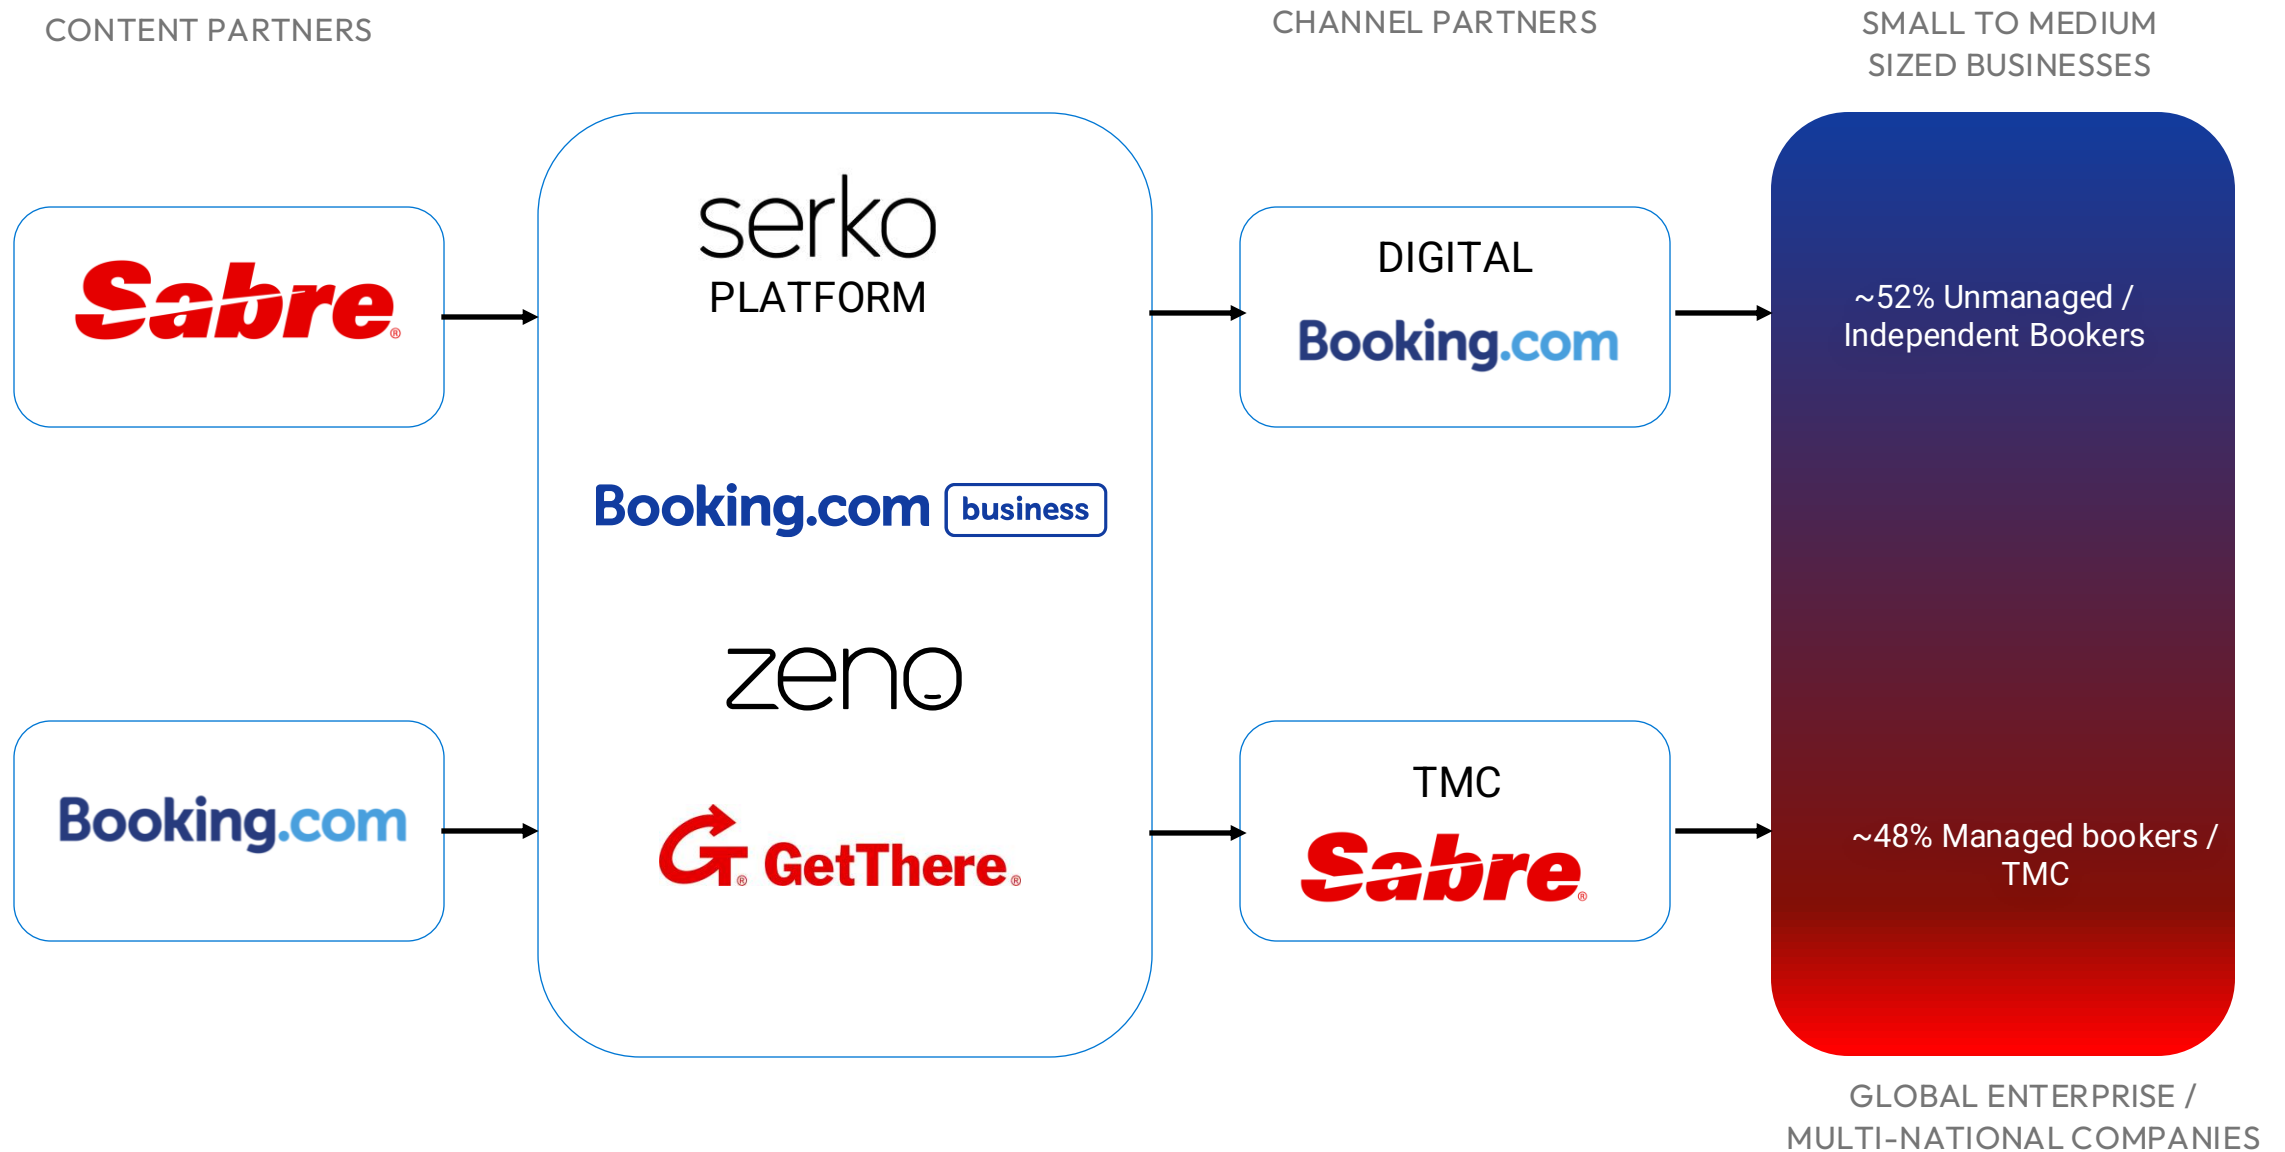 CONTENT PARTNERS
CHANNEL PARTNERS
SMALL TO MEDIUM
SIZED BUSINESSES
Sabre®
Booking.com
serko
PLATFORM
Booking.com business
zeno
GT® GetThere®
DIGITAL
Booking.com
TMC
Sabre®
~52% Unmanaged /
Independent Bookers
~48% Managed bookers /
TMC
GLOBAL ENTERPRISE /
MULTI-NATIONAL COMPANIES